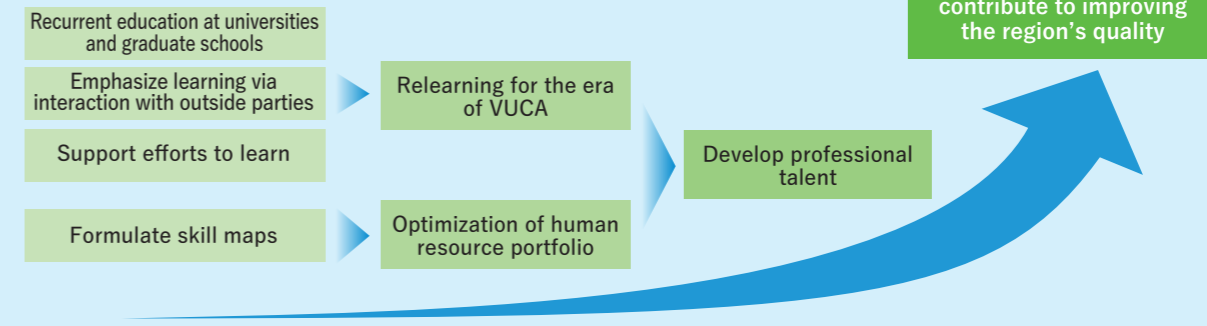 contribute to improving
the region's quality
Recurrent education at universities
and graduate schools
Emphasize learning via
interaction with outside parties
Relearning for the era
of VUCA
Support efforts to learn
Develop professional
talent
Formulate skill maps
Optimization of human
resource portfolio